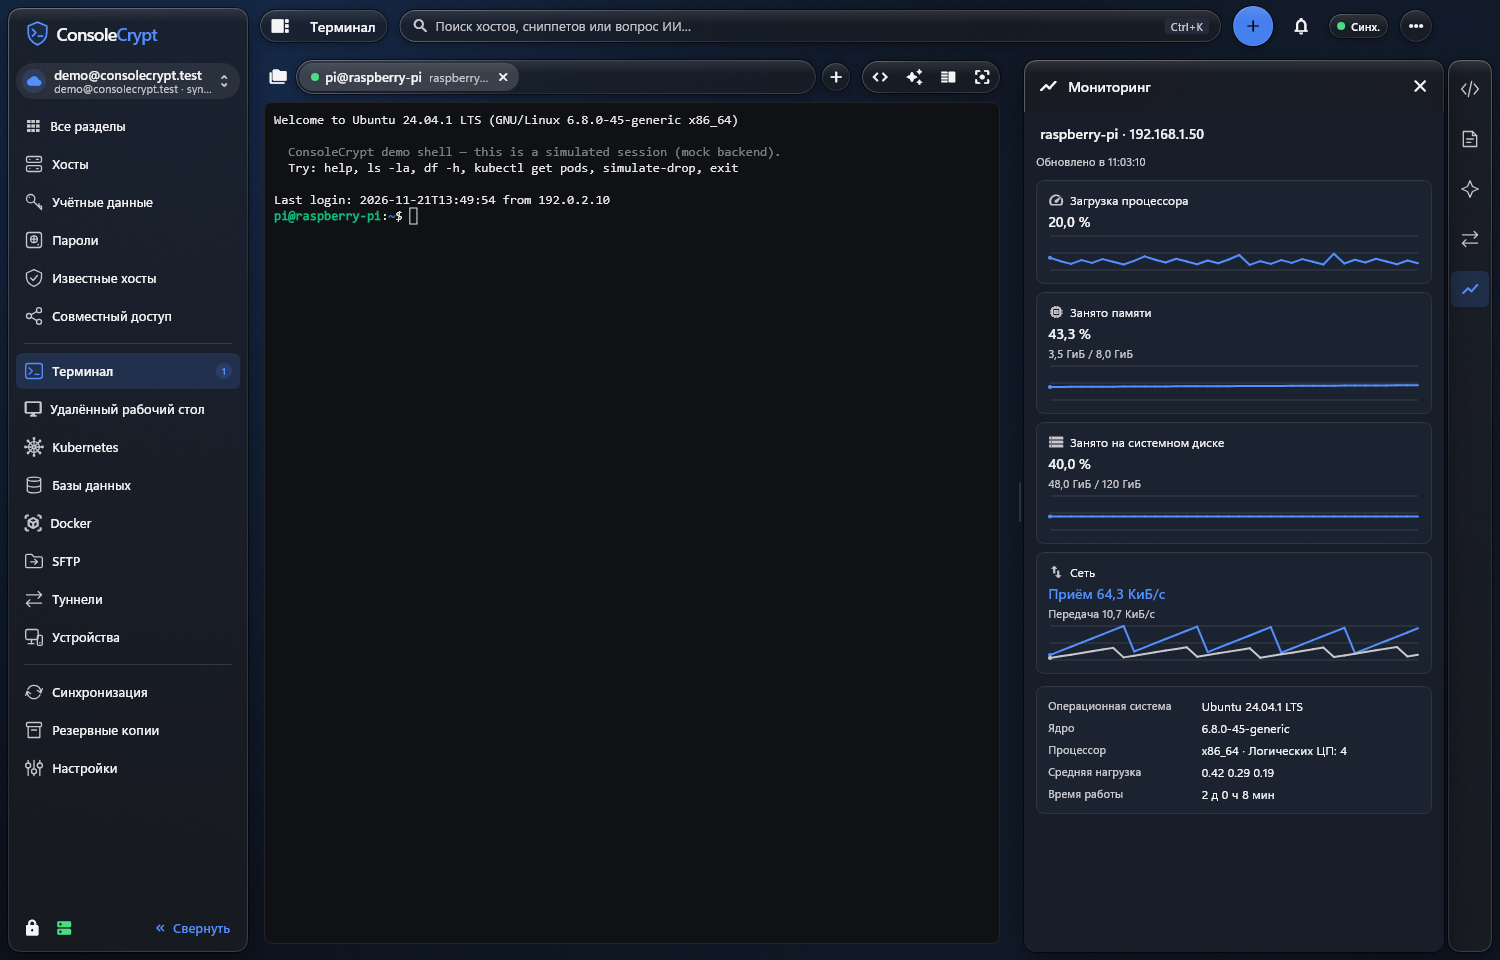 ConsoleCrypt
demo@consolecrypt.test
demo@consolecrypt.test · syn...
Все разделы
Хосты
Учётные данные
Пароли
Известные хосты
Совместный доступ
Терминал 1
Удалённый рабочий стол
Kubernetes
Базы данных
Docker
SFTP
Туннели
Устройства
Синхронизация
Резервные копии
Настройки
« Свернуть
Терминал
Поиск хостов, сниппетов или вопрос ИИ... Ctrl+K
Синх.
pi@raspberry-pi raspberry...
Welcome to Ubuntu 24.04.1 LTS (GNU/Linux 6.8.0-45-generic x86_64)
ConsoleCrypt demo shell — this is a simulated session (mock backend).
Try: help, ls -la, df -h, kubectl get pods, simulate-drop, exit
Last login: 2026-11-21T13:49:54 from 192.0.2.10
pi@raspberry-pi:~$
Мониторинг
raspberry-pi · 192.168.1.50
Обновлено в 11:03:10
Загрузка процессора
20,0 %
Занято памяти
43,3 %
3,5 ГиБ / 8,0 ГиБ
Занято на системном диске
40,0 %
48,0 ГиБ / 120 ГиБ
Сеть
Приём 64,3 КиБ/с
Передача 10,7 КиБ/с
Операционная система Ubuntu 24.04.1 LTS
Ядро 6.8.0-45-generic
Процессор x86_64 · Логических ЦП: 4
Средняя нагрузка 0.42 0.29 0.19
Время работы 2 д 0 ч 8 мин